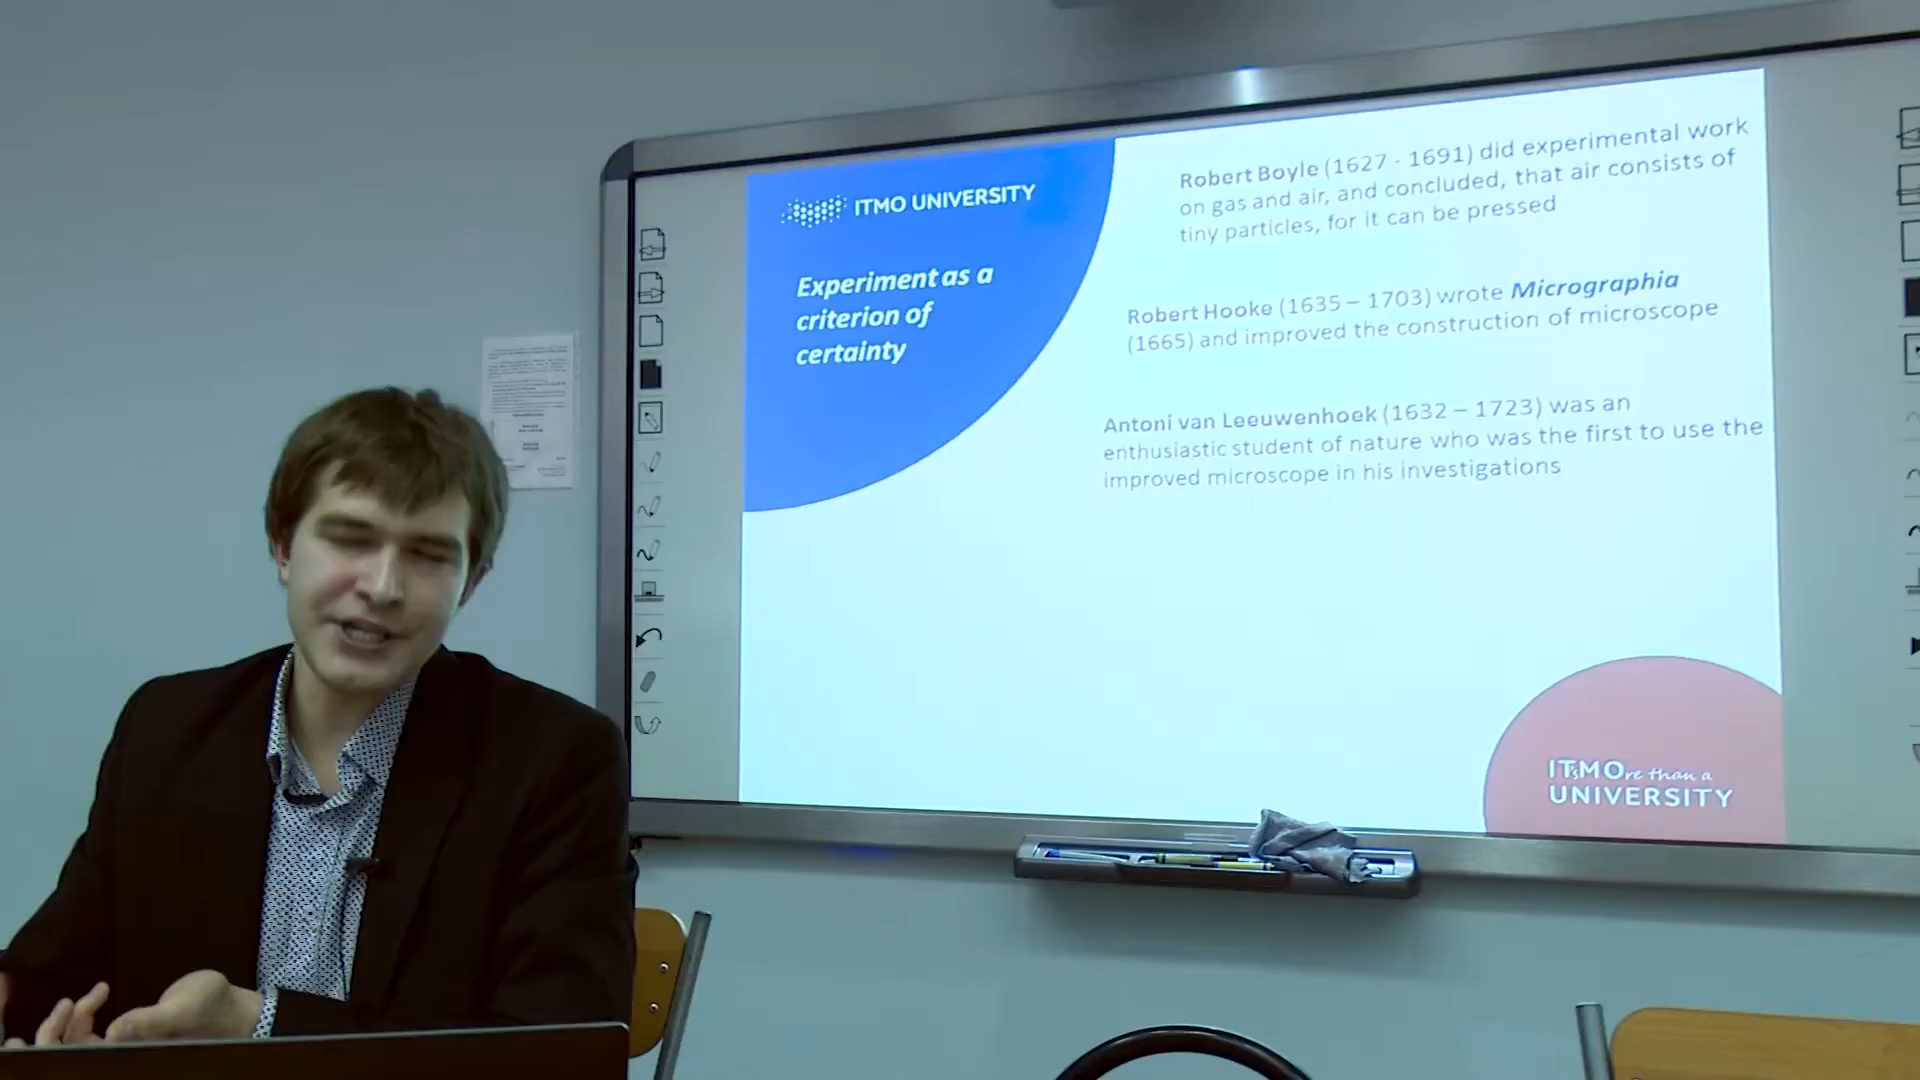 ITMO UNIVERSITY
Experiment as a
criterion of
certainty
Robert Boyle (1627 - 1691) did experimental work
on gas and air, and concluded, that air consists of
tiny particles, for it can be pressed
Robert Hooke (1635 – 1703) wrote Micrographia
(1665) and improved the construction of microscope
Antoni van Leeuwenhoek (1632 – 1723) was an
enthusiastic student of nature who was the first to use the
improved microscope in his investigations
IT'sMOre than a
UNIVERSITY